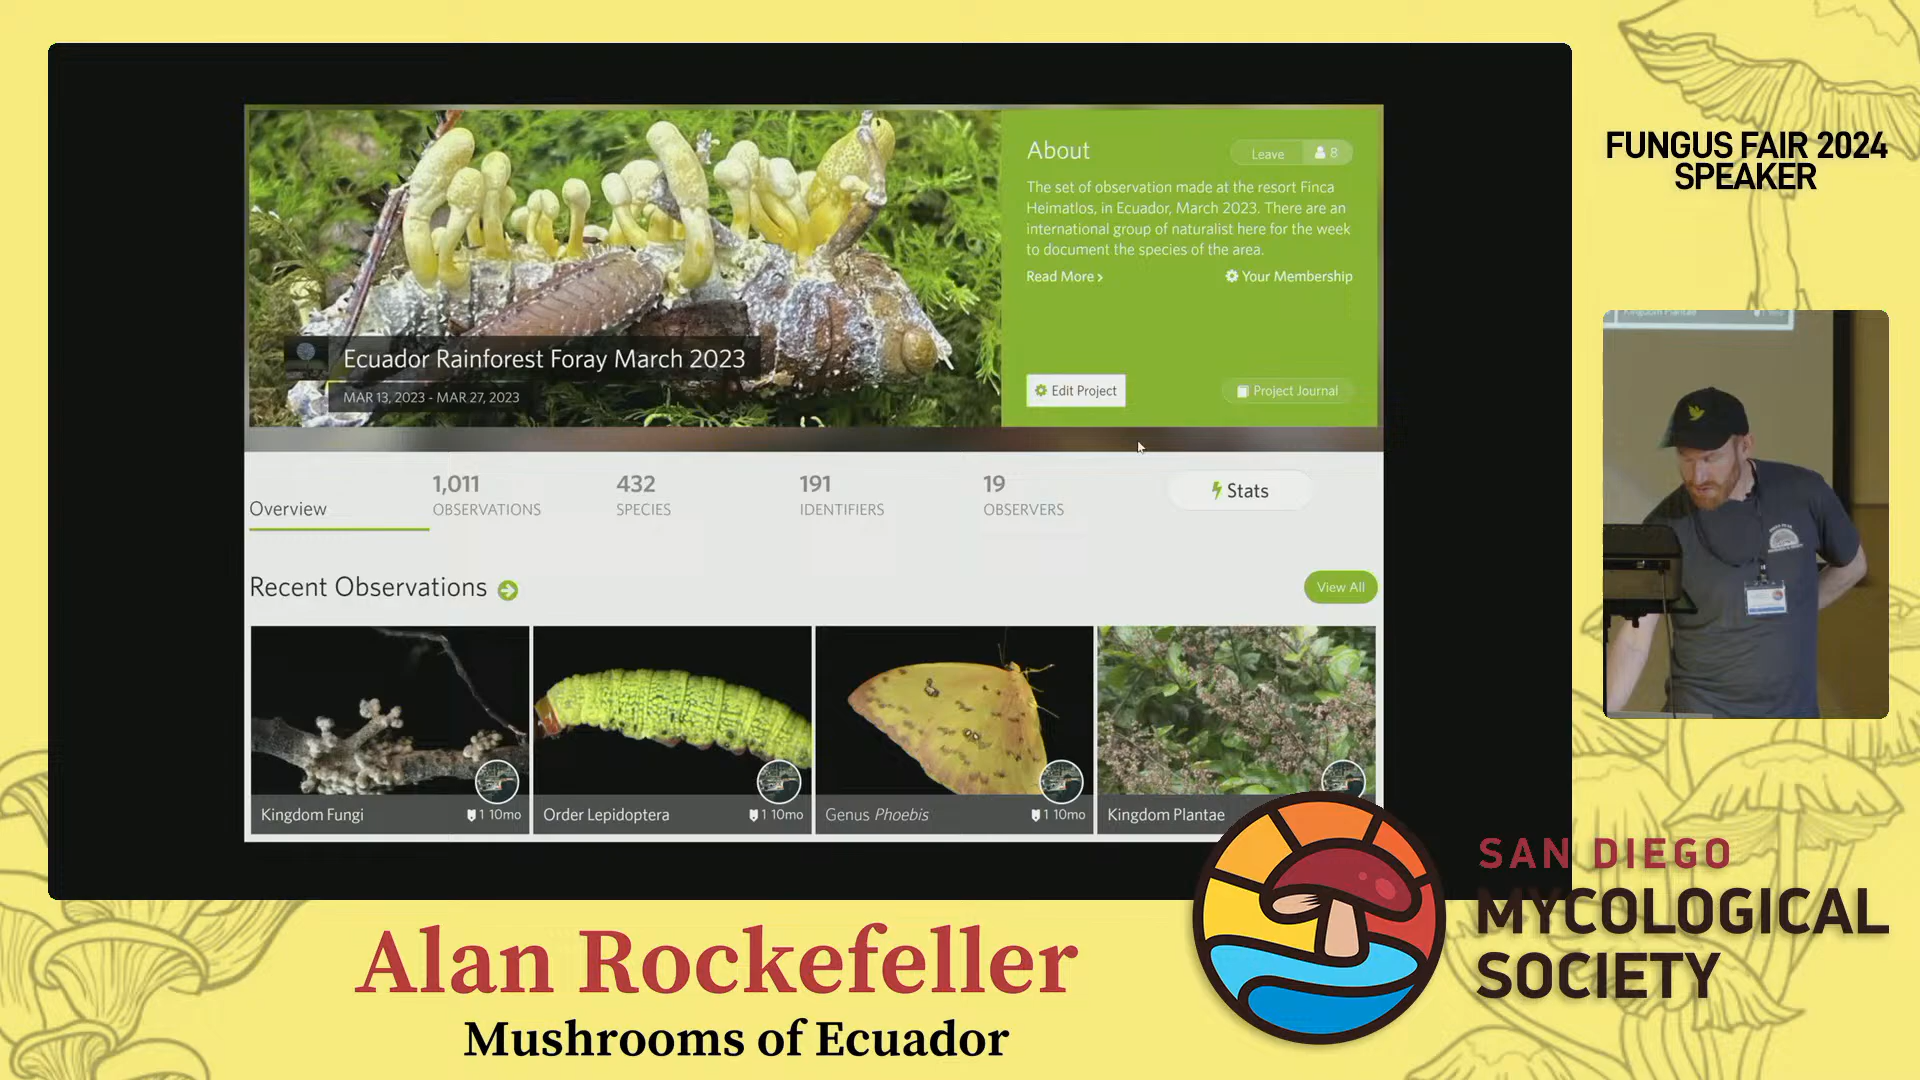 FUNGUS FAIR 2024
SPEAKER
About
Leave
8
The set of observation made at the resort Finca
Heimatlos, in Ecuador, March 2023. There are an
international group of naturalist here for the week
to document the species of the area.
Read More ›
Your Membership
Ecuador Rainforest Foray March 2023
MAR 13, 2023 - MAR 27, 2023
Edit Project
Project Journal
Overview
1,011
OBSERVATIONS
432
SPECIES
191
IDENTIFIERS
19
OBSERVERS
Stats
Recent Observations
View All
Kingdom Fungi
1 10mo
Order Lepidoptera
1 10mo
Genus Phoebis
1 10mo
Kingdom Plantae
Kingdom Plantae
SAN DIEGO
MYCOLOGICAL
SOCIETY
Alan Rockefeller
Mushrooms of Ecuador